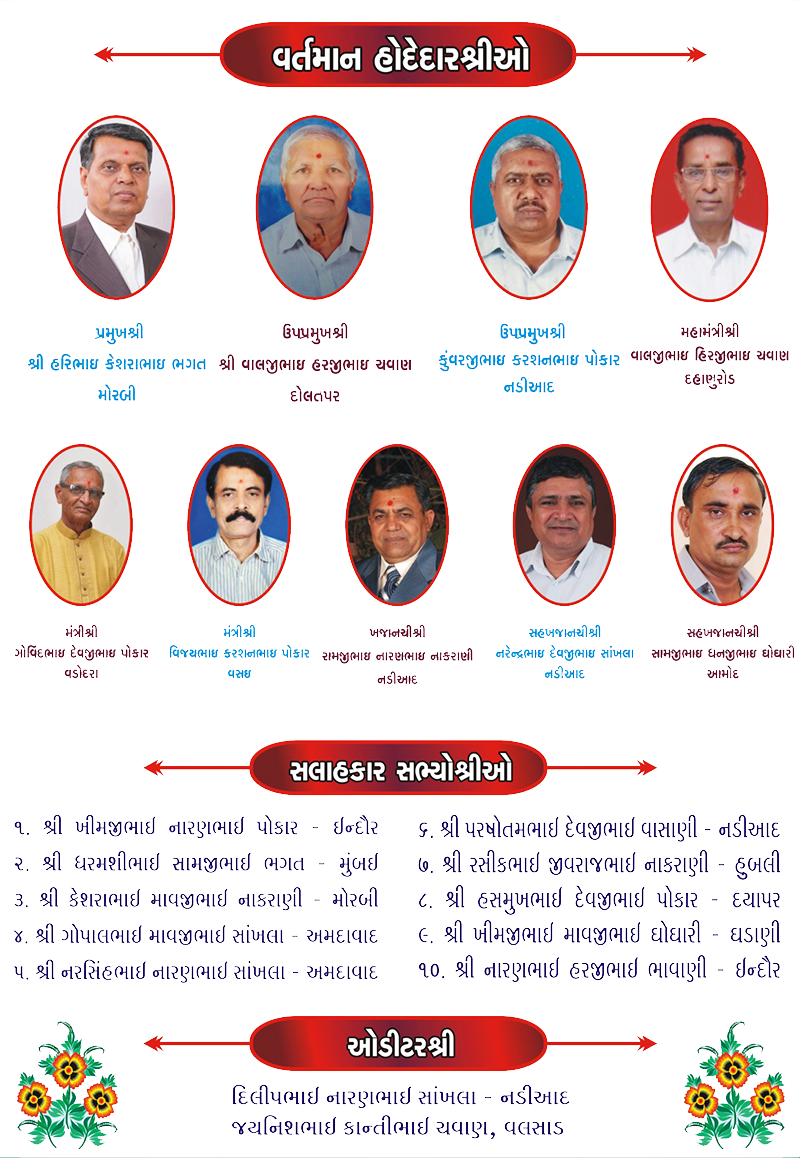 વર્તમાન હોદેદારશ્રીઓ
પ્રમુખશ્રી
શ્રી હરિભાઇ કેશરાભાઇ ભગત
મોરબી
ઉપપ્રમુખશ્રી
શ્રી વાલજીભાઇ હરજીભાઇ ચવાણ
દોલતપર
ઉપપ્રમુખશ્રી
કુંવરજીભાઇ કરશનભાઇ પોકાર
નડીઆદ
મહામંત્રીશ્રી
વાલજીભાઇ હિરજીભાઇ ચવાણ
દહાણુરોડ
મંત્રીશ્રી
ગોવિંદભાઇ દેવજીભાઇ પોકાર
વડોદરા
મંત્રીશ્રી
વિજયભાઇ કરશનભાઇ પોકાર
વસઇ
ખજાનચીશ્રી
રામજીભાઇ નારણભાઇ નાકરાણી
નડીઆદ
સહખજાનચીશ્રી
નરેન્દ્રભાઇ દેવજીભાઇ સાંખલા
નડીઆદ
સહખજાનચીશ્રી
સામજીભાઇ ધનજીભાઇ ઘોઘારી
આમોદ
સલાહકાર સભ્યોશ્રીઓ
૧. શ્રી ખીમજીભાઈ નારણભાઈ પોકાર - ઈન્દૌર
૨. શ્રી ધરમશીભાઈ સામજીભાઈ ભગત - મુંબઈ
૩. શ્રી કેશરાભાઈ માવજીભાઈ નાકરાણી - મોરબી
૪. શ્રી ગોપાલભાઈ માવજીભાઈ સાંખલા - અમદાવાદ
૫. શ્રી નરસિંહભાઈ નારણભાઈ સાંખલા - અમદાવાદ
૬. શ્રી પરષોતમભાઈ દેવજીભાઈ વાસાણી - નડીઆદ
૭. શ્રી રસીકભાઈ જીવરાજભાઈ નાકરાણી - હુબલી
૮. શ્રી હસમુખભાઈ દેવજીભાઈ પોકાર - દયાપર
૯. શ્રી ખીમજીભાઈ માવજીભાઈ ઘોઘારી - ઘડાણી
૧૦. શ્રી નારણભાઈ હરજીભાઈ ભાવાણી - ઈન્દૌર
ઓડીટરશ્રી
દિલીપભાઈ નારણભાઈ સાંખલા - નડીઆદ
જયનિશભાઈ કાન્તીભાઈ ચવાણ, વલસાડ